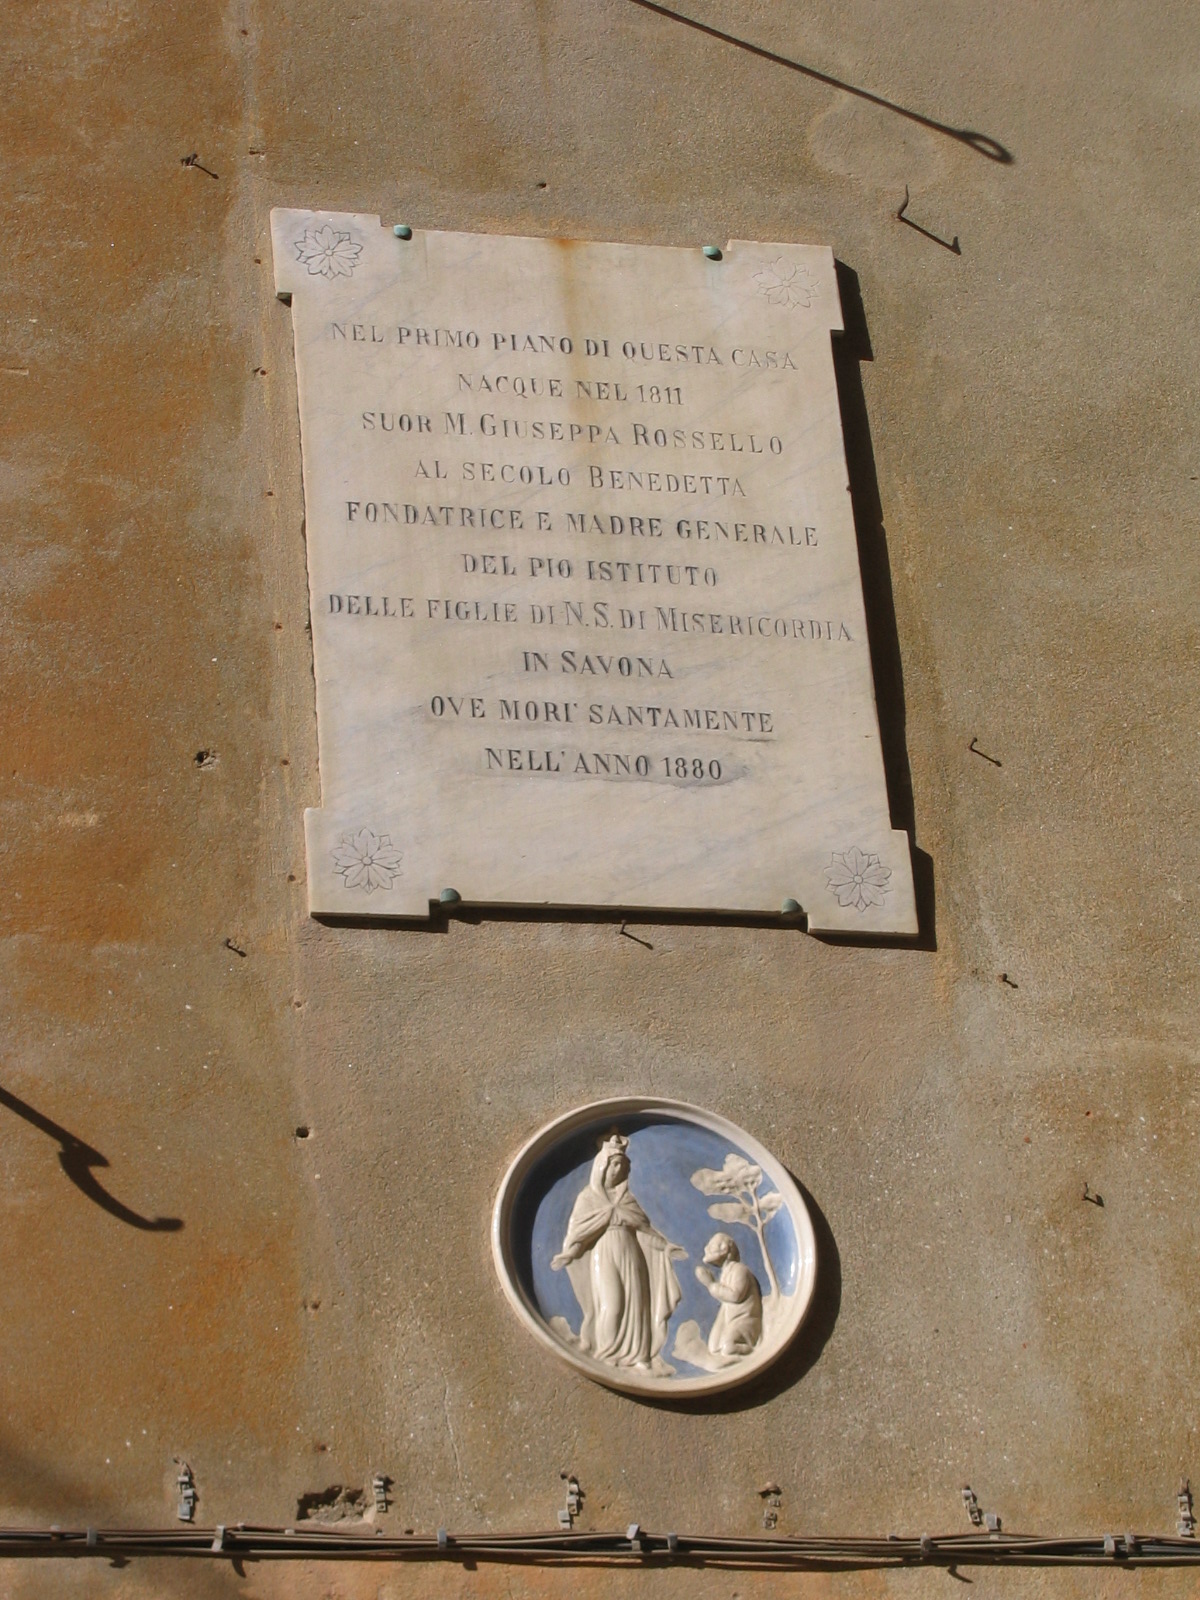 NEL PRIMO PIANO DI QUESTA CASA
NACQUE NEL 1811
SUOR M. GIUSEPPA ROSSELLO
AL SECOLO BENEDETTA
FONDATRICE E MADRE GENERALE
DEL PIO ISTITUTO
DELLE FIGLIE DI N.S. DI MISERICORDIA
IN SAVONA
OVE MORI' SANTAMENTE
NELL'ANNO 1880